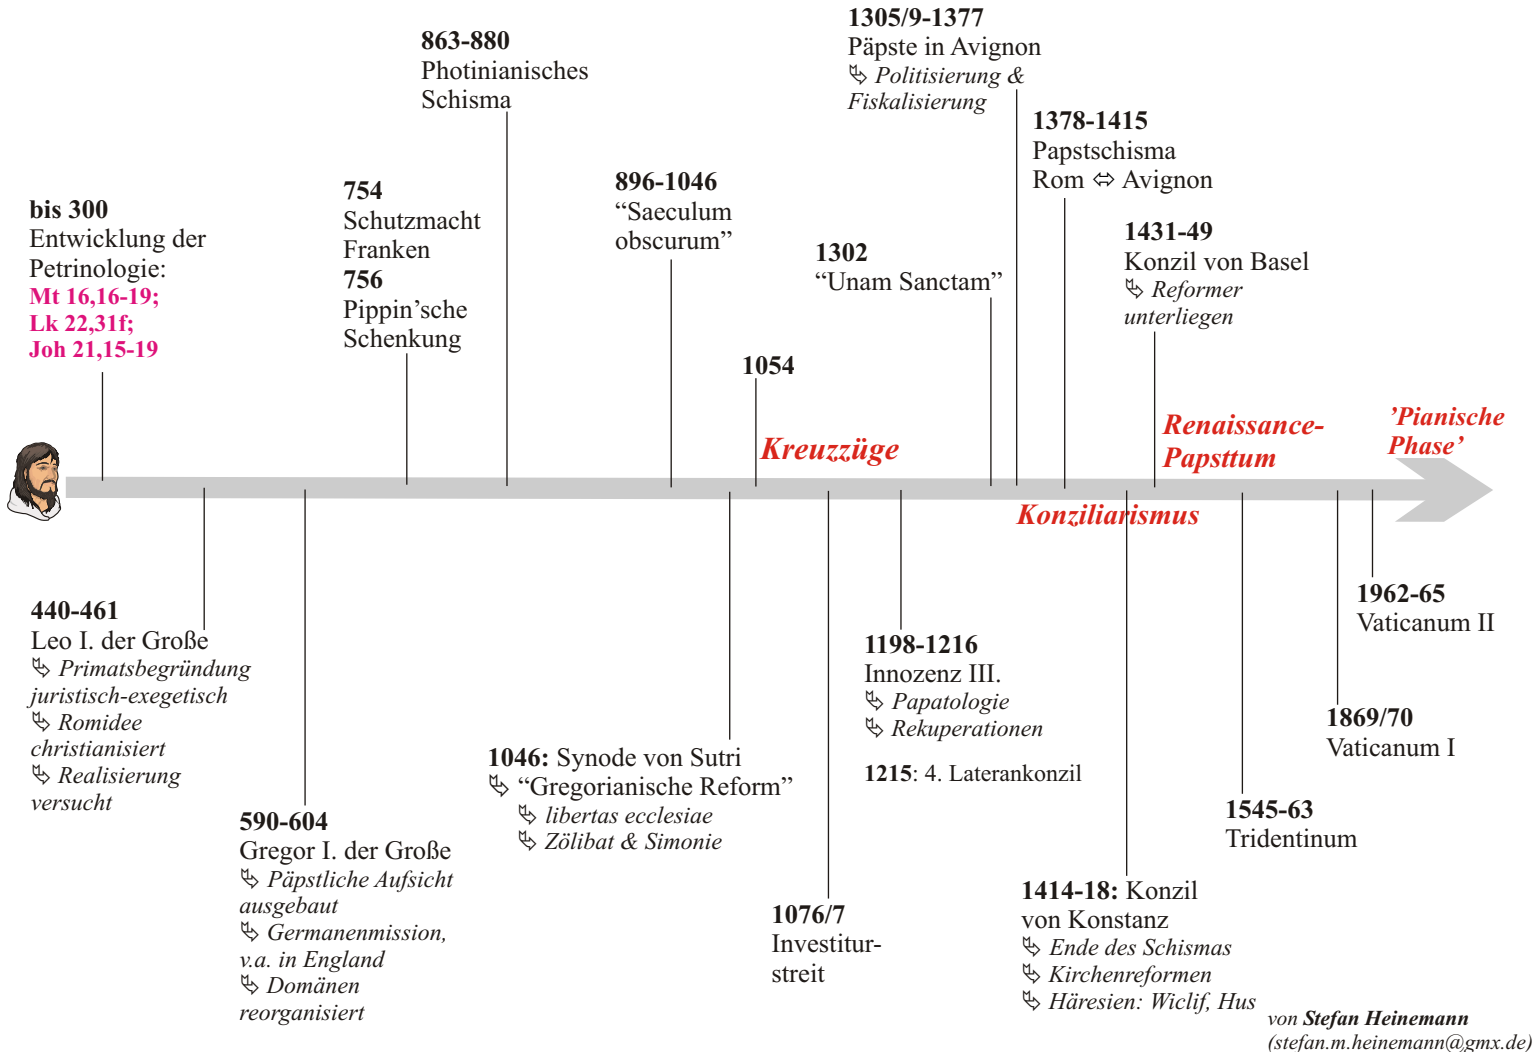 bis 300
Entwicklung der
Petrinologie:
Mt 16,16-19;
Lk 22,31f;
Joh 21,15-19
754
Schutzmacht
Franken
756
Pippin’sche
Schenkung
863-880
Photinianisches
Schisma
896-1046
“Saeculum
obscurum”
1054
1302
“Unam Sanctam”
1305/9-1377
Päpste in Avignon
↳ Politisierung &
Fiskalisierung
1378-1415
Papstschisma
Rom ⇔ Avignon
1431-49
Konzil von Basel
↳ Reformer
unterliegen
Kreuzzüge
Renaissance-
Papsttum
’Pianische
Phase’
Konziliarismus
440-461
Leo I. der Große
↳ Primatsbegründung
juristisch-exegetisch
↳ Romidee
christianisiert
↳ Realisierung
versucht
590-604
Gregor I. der Große
↳ Päpstliche Aufsicht
ausgebaut
↳ Germanenmission,
v.a. in England
↳ Domänen
reorganisiert
1046: Synode von Sutri
↳ “Gregorianische Reform”
↳ libertas ecclesiae
↳ Zölibat & Simonie
1076/7
Investitur-
streit
1198-1216
Innozenz III.
↳ Papatologie
↳ Rekuperationen
1215: 4. Laterankonzil
1414-18: Konzil
von Konstanz
↳ Ende des Schismas
↳ Kirchenreformen
↳ Häresien: Wiclif, Hus
1545-63
Tridentinum
1869/70
Vaticanum I
1962-65
Vaticanum II
von Stefan Heinemann
(stefan.m.heinemann@gmx.de)